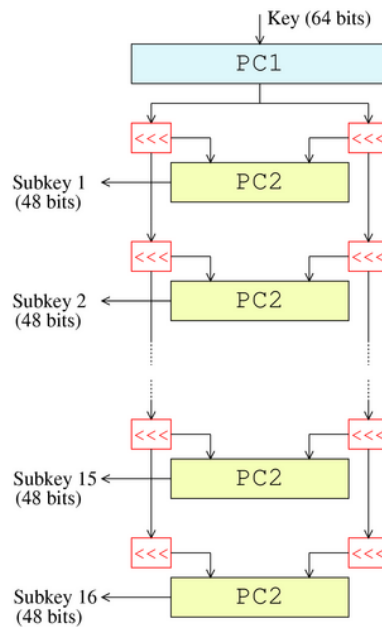 Key (64 bits)
PC1
<<< <<<
PC2
Subkey 1
(48 bits)
<<< <<<
PC2
Subkey 2
(48 bits)
<<< <<<
PC2
Subkey 15
(48 bits)
<<< <<<
PC2
Subkey 16
(48 bits)